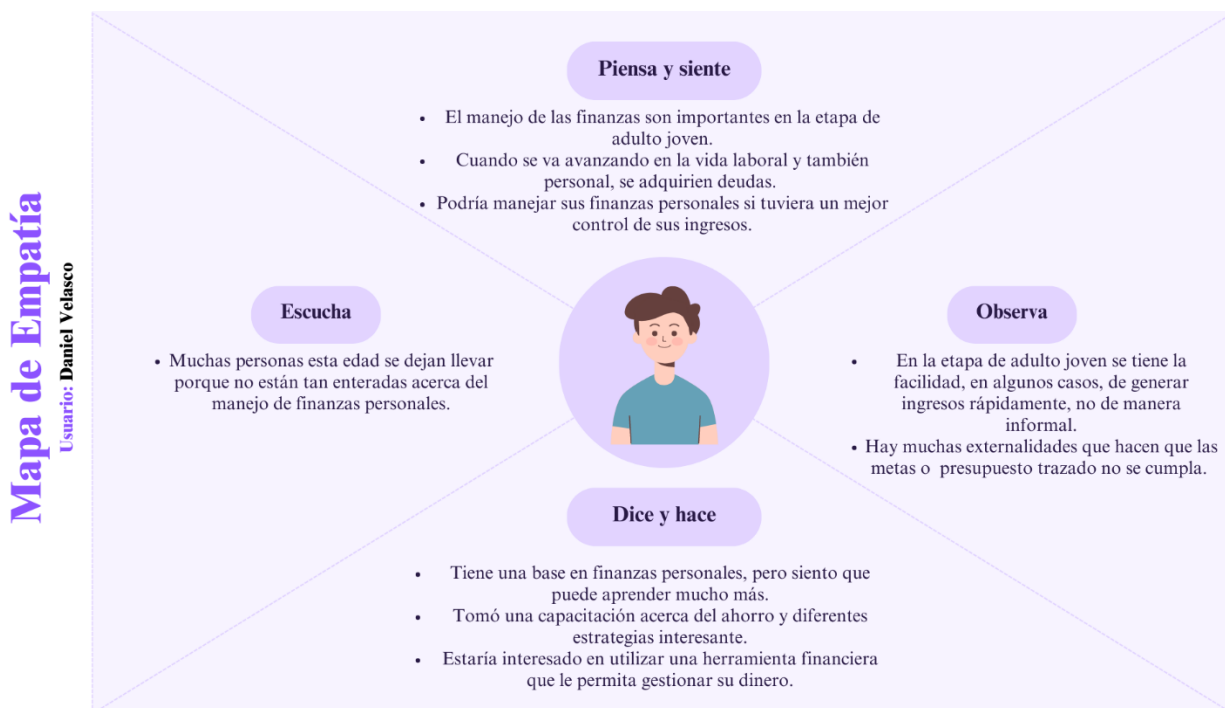 Mapa de Empatía
Usuario: Daniel Velasco
Piensa y siente
• El manejo de las finanzas son importantes en la etapa de
adulto joven.
• Cuando se va avanzando en la vida laboral y también
personal, se adquirien deudas.
• Podría manejar sus finanzas personales si tuviera un mejor
control de sus ingresos.
Escucha
• Muchas personas esta edad se dejan llevar
porque no están tan enteradas acerca del
manejo de finanzas personales.
Observa
• En la etapa de adulto joven se tiene la
facilidad, en algunos casos, de generar
ingresos rápidamente, no de manera
informal.
• Hay muchas externalidades que hacen que las
metas o presupuesto trazado no se cumpla.
Dice y hace
• Tiene una base en finanzas personales, pero siento que
puede aprender mucho más.
• Tomó una capacitación acerca del ahorro y diferentes
estrategias interesante.
• Estaría interesado en utilizar una herramienta financiera
que le permita gestionar su dinero.